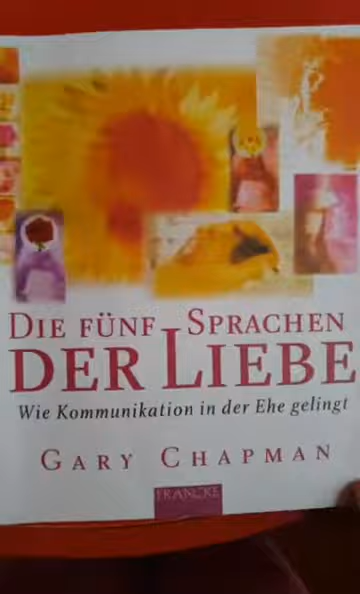 DIE FÜNF SPRACHEN
DER LIEBE
Wie Kommunikation in der Ehe gelingt
GARY CHAPMAN
FRANCKE